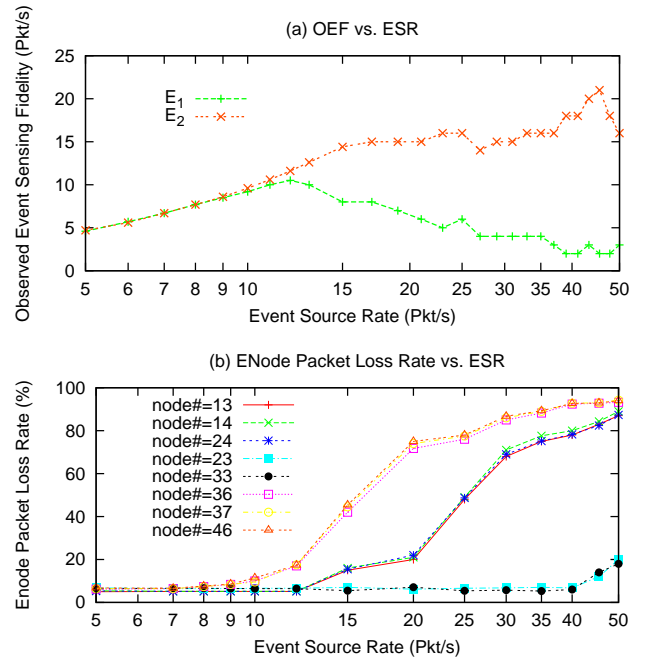 (a) OEF vs. ESR
Observed Event Sensing Fidelity (Pkt/s)
25
20
15
10
5
0
E1
E2
5 6 7 8 9 10 15 20 25 30 35 40 50
Event Source Rate (Pkt/s)
(b) ENode Packet Loss Rate vs. ESR
Enode Packet Loss Rate (%)
100
80
60
40
20
0
node#=13
node#=14
node#=24
node#=23
node#=33
node#=36
node#=37
node#=46
5 6 7 8 9 10 15 20 25 30 35 40 50
Event Source Rate (Pkt/s)